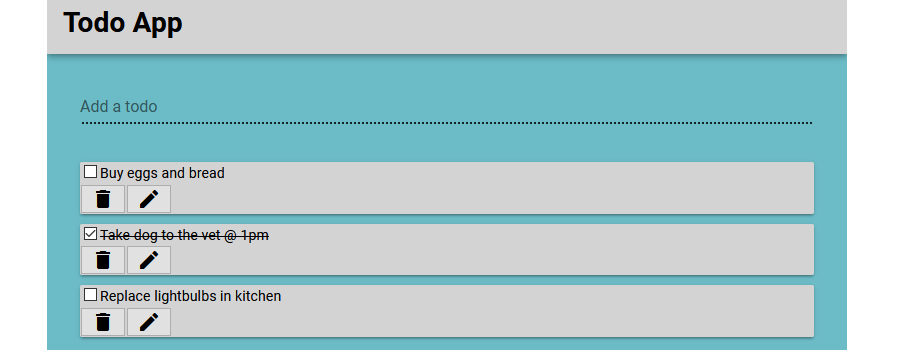 Todo App
Add a todo
Buy eggs and bread
Take dog to the vet @ 1pm
Replace lightbulbs in kitchen